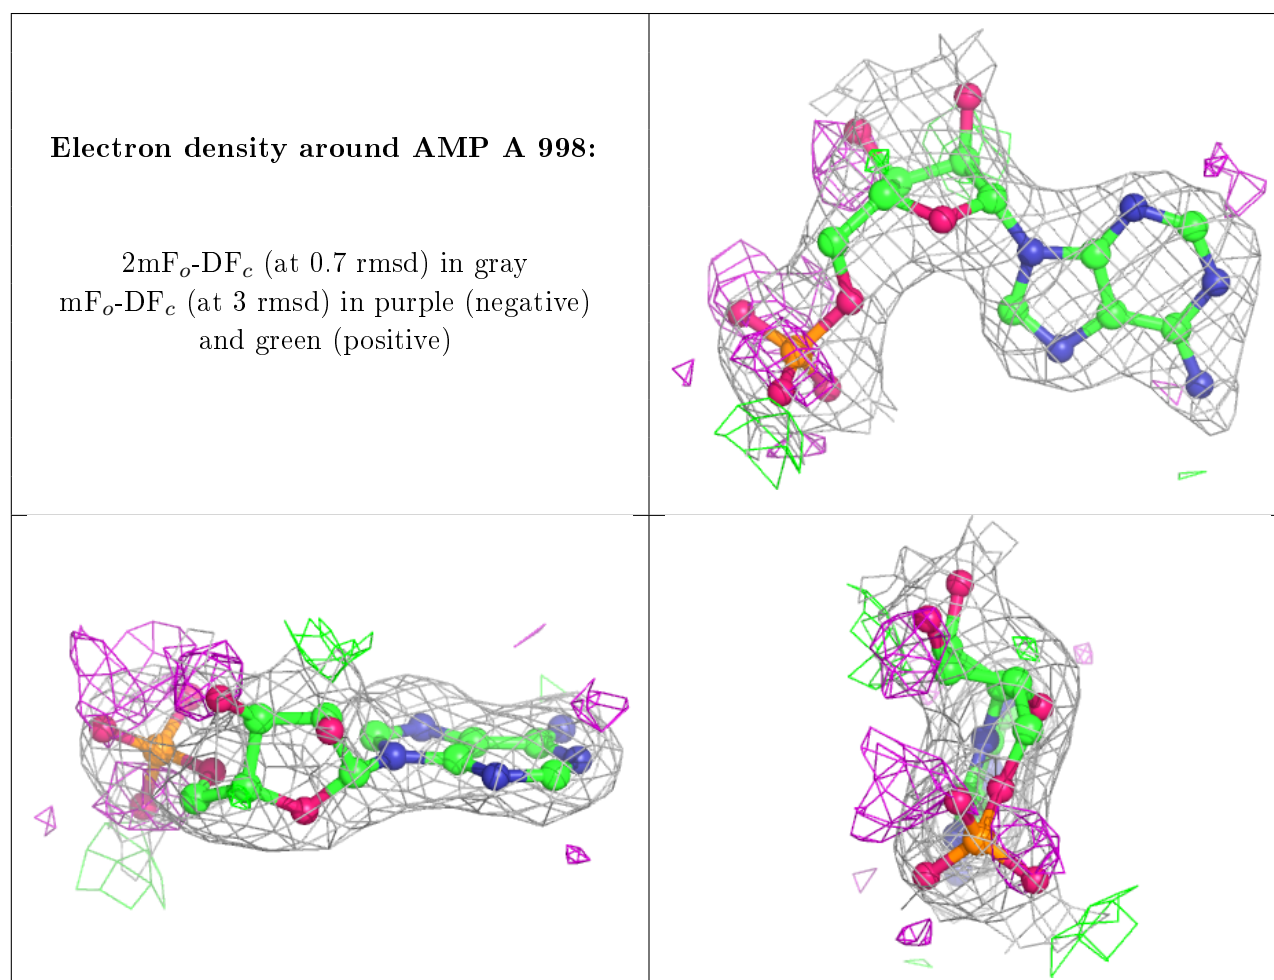 Electron density around AMP A 998:
2mFo-DFc (at 0.7 rmsd) in gray
mFo-DFc (at 3 rmsd) in purple (negative)
and green (positive)